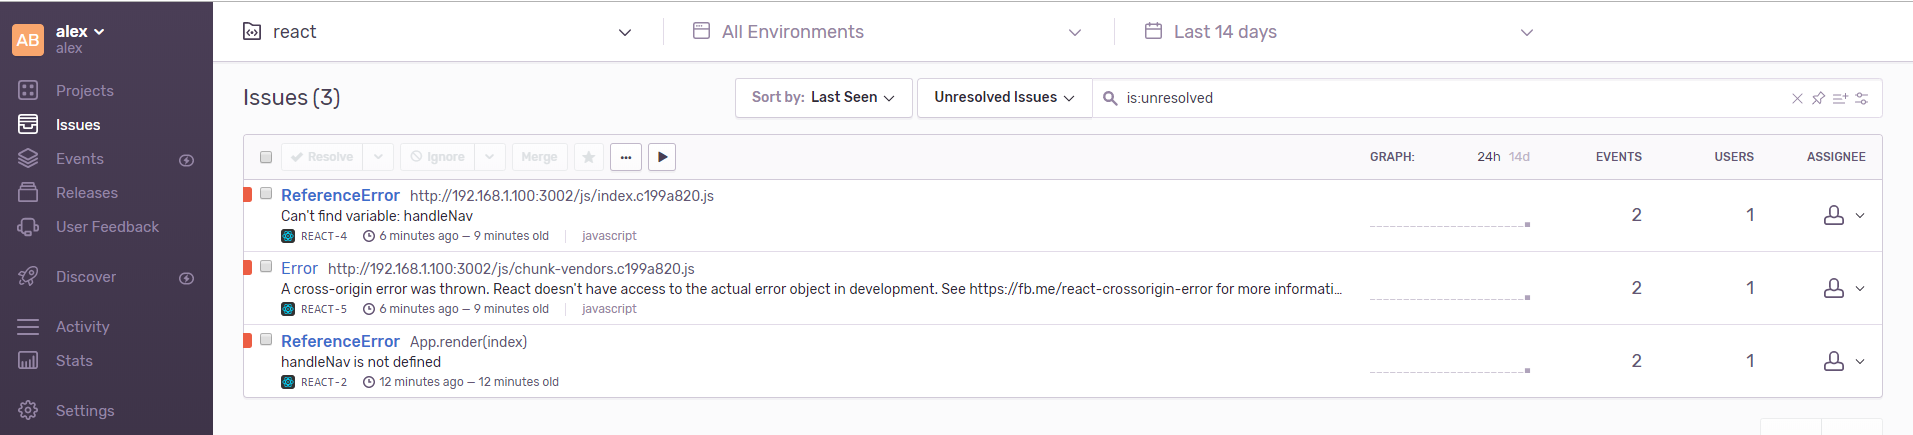 AB
alex
alex
Projects
Issues
Events
Releases
User Feedback
Discover
Activity
Stats
Settings
react
All Environments
Last 14 days
Issues (3)
Sort by: Last Seen
Unresolved Issues
is:unresolved
Resolve
Ignore
Merge
GRAPH:
24h 14d
EVENTS
USERS
ASSIGNEE
ReferenceError http://192.168.1.100:3002/js/index.c199a820.js
Can't find variable: handleNav
REACT-4 6 minutes ago — 9 minutes old javascript
2
1
Error http://192.168.1.100:3002/js/chunk-vendors.c199a820.js
A cross-origin error was thrown. React doesn't have access to the actual error object in development. See https://fb.me/react-crossorigin-error for more informati…
REACT-5 6 minutes ago — 9 minutes old javascript
2
1
ReferenceError App.render(index)
handleNav is not defined
REACT-2 12 minutes ago — 12 minutes old
2
1